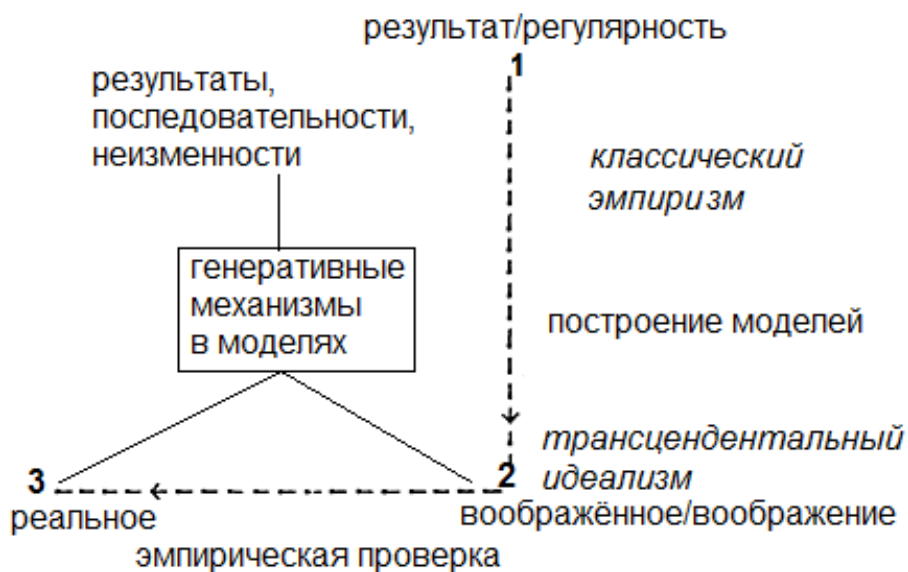 результат/регулярность
1
результаты,
последовательности,
неизменности
классический
эмпиризм
генеративные
механизмы
в моделях
построение моделей
трансцендентальный
идеализм
3
2
реальное
воображённое/воображение
эмпирическая проверка